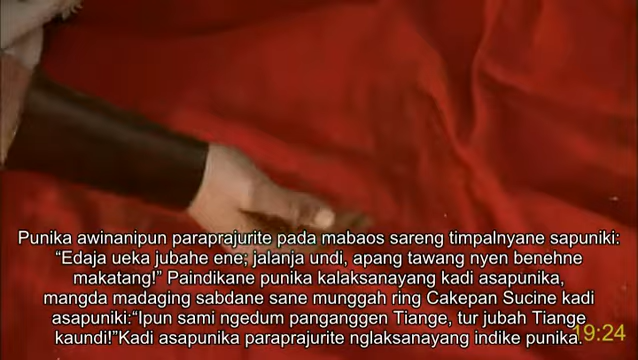 Punika awinanipun paraprajurite pada mabaos sareng timpalnyane sapuniki:
“Edaja ueka jubahe ene; jalanja undi, apang tawang nyen benehne
makatang!” Paindikane punika kalaksanayang kadi asapunika,
mangda madaging sabdane sane munggah ring Cakepan Sucine kadi
asapuniki:“Ipun sami ngedum panganggen Tiange, tur jubah Tiange
kaundi!”Kadi asapunika paraprajurite nglaksanayang indike punika.
19:24